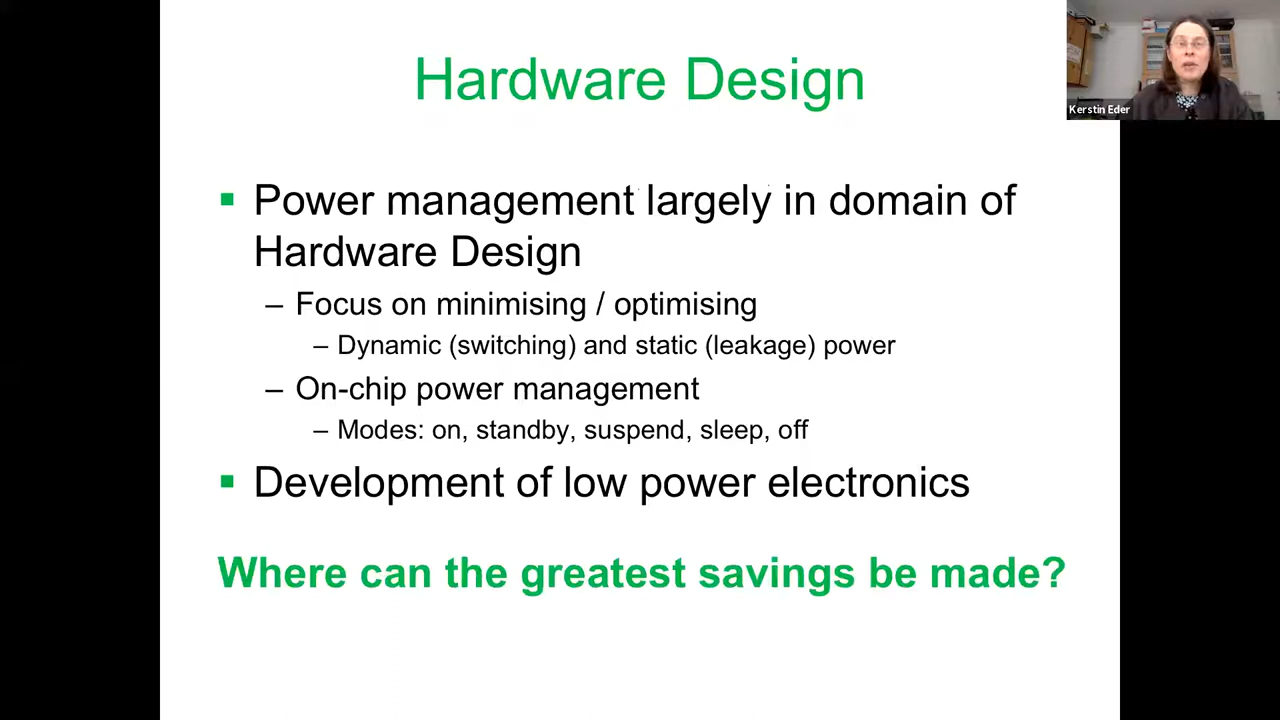 Hardware Design
Kerstin Eder
▪ Power management largely in domain of
Hardware Design
– Focus on minimising / optimising
– Dynamic (switching) and static (leakage) power
– On-chip power management
– Modes: on, standby, suspend, sleep, off
▪ Development of low power electronics
Where can the greatest savings be made?